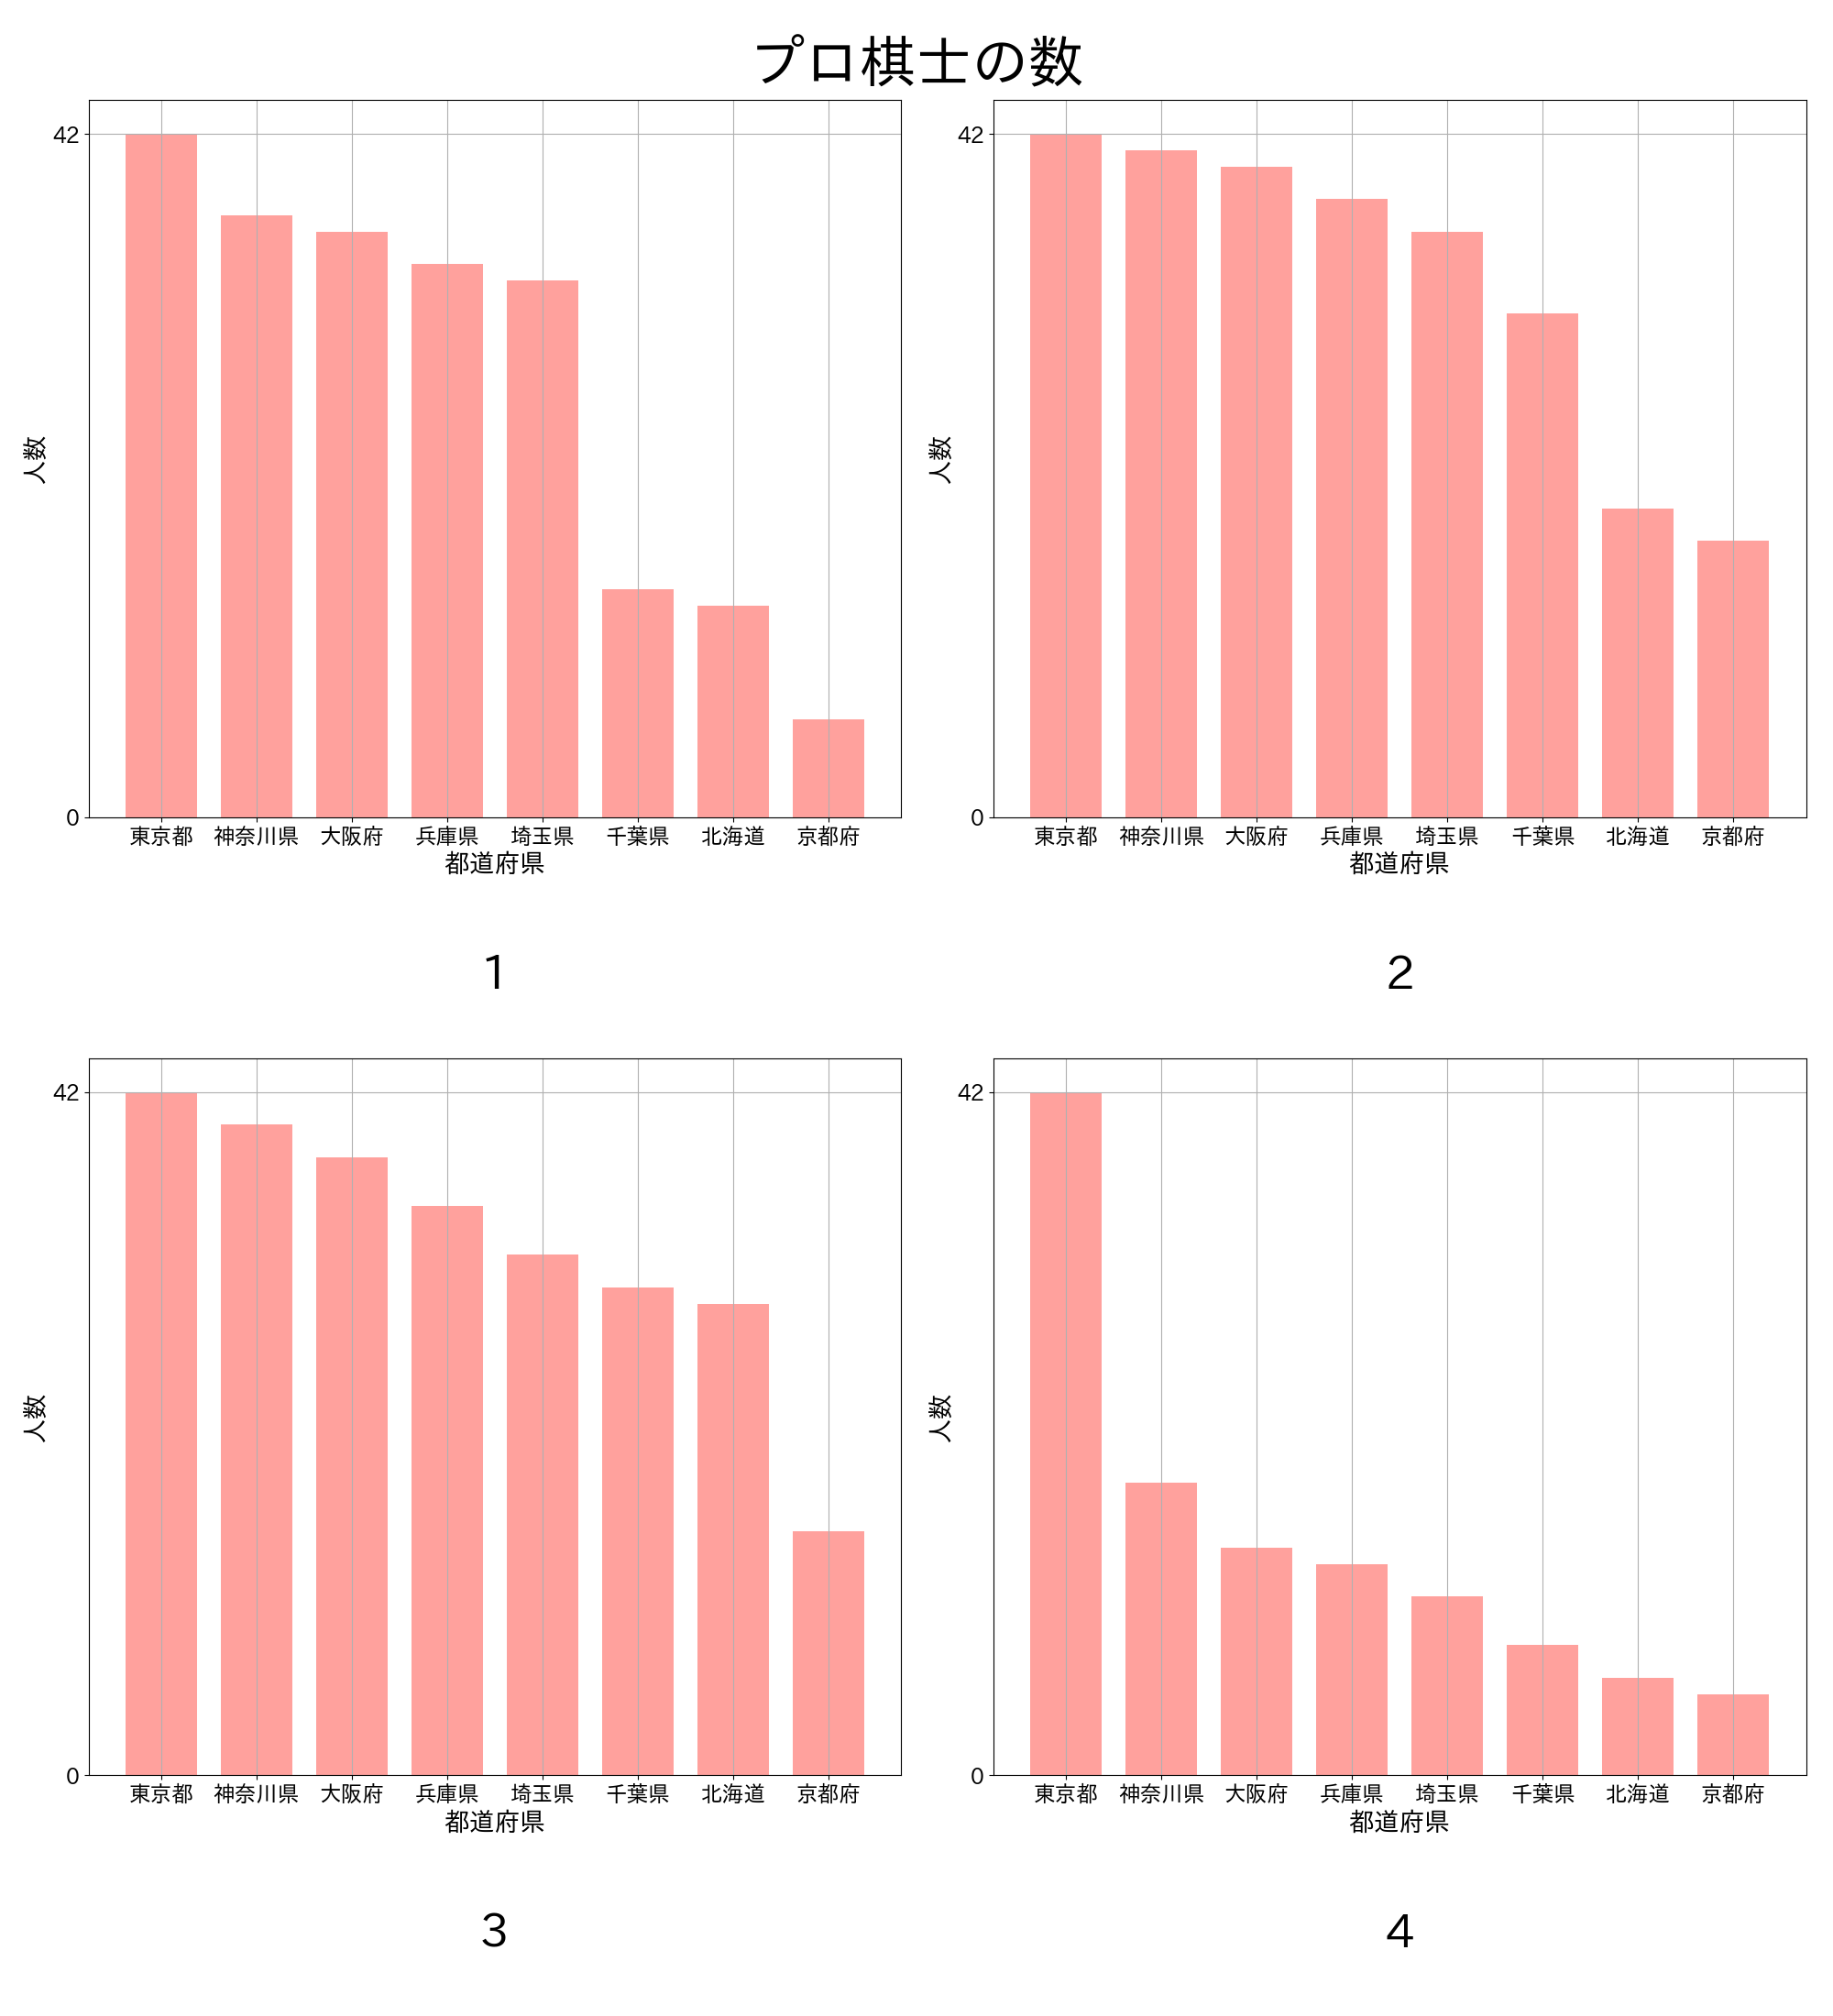 プロ棋士の数
42
0
人数
東京都 神奈川県 大阪府 兵庫県 埼玉県 千葉県 北海道 京都府
都道府県
1
42
0
人数
東京都 神奈川県 大阪府 兵庫県 埼玉県 千葉県 北海道 京都府
都道府県
2
42
0
人数
東京都 神奈川県 大阪府 兵庫県 埼玉県 千葉県 北海道 京都府
都道府県
3
42
0
人数
東京都 神奈川県 大阪府 兵庫県 埼玉県 千葉県 北海道 京都府
都道府県
4